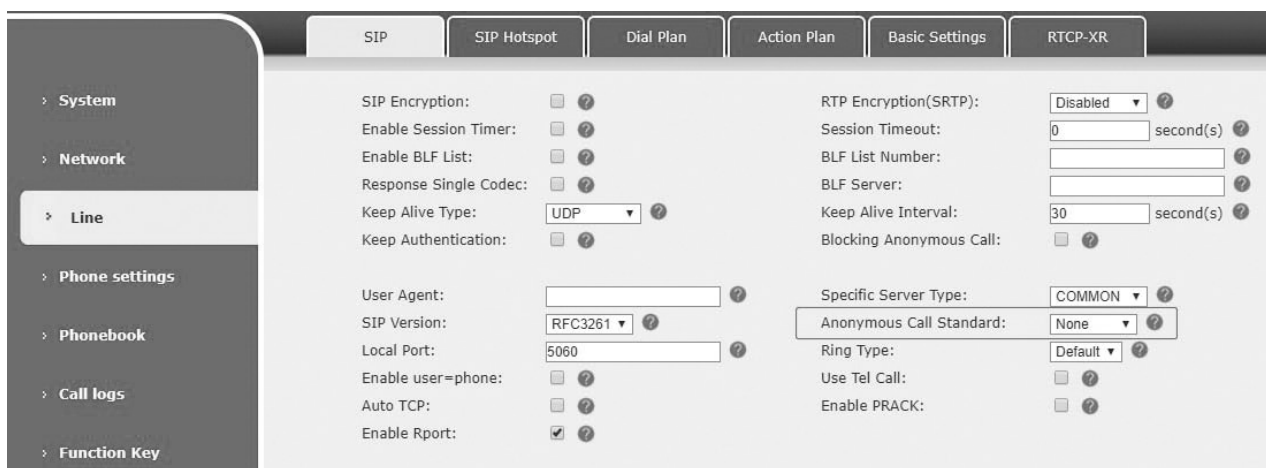 SIP SIP Hotspot Dial Plan Action Plan Basic Settings RTCP-XR
System
Network
Line
Phone settings
Phonebook
Call logs
Function Key
SIP Encryption: RTP Encryption(SRTP): Disabled
Enable Session Timer: Session Timeout: 0 second(s)
Enable BLF List: BLF List Number:
Response Single Codec: BLF Server:
Keep Alive Type: UDP Keep Alive Interval: 30 second(s)
Keep Authentication: Blocking Anonymous Call:
User Agent: Specific Server Type: COMMON
SIP Version: RFC3261 Anonymous Call Standard: None
Local Port: 5060 Ring Type: Default
Enable user=phone: Use Tel Call:
Auto TCP: Enable PRACK:
Enable Rport: